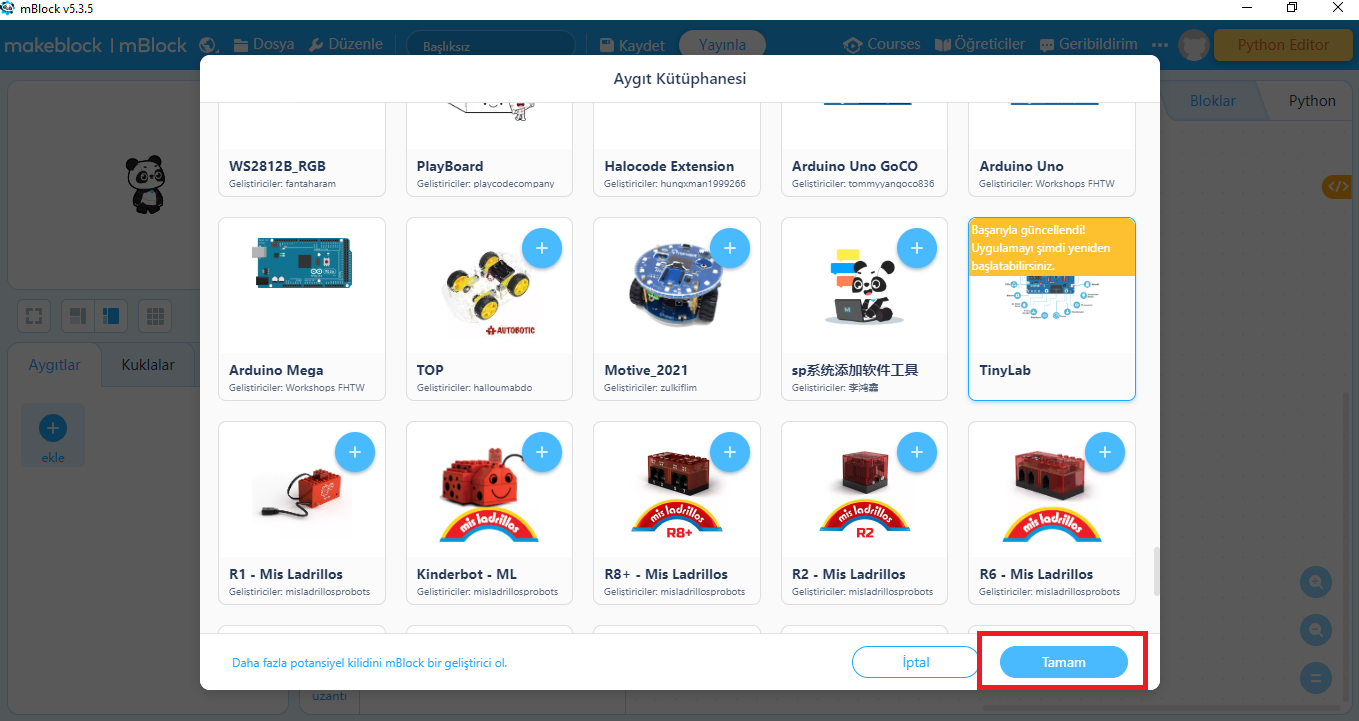 mBlock v5.3.5
makeblock | mBlock
Dosya
Düzenle
Başlıksız
Kaydet
Yayınla
Courses
Öğreticiler
Geribildirim
Python Editor
Aygıt Kütüphanesi
Bloklar
Python
WS2812B_RGB
Geliştiriciler: fantaharam
PlayBoard
Geliştiriciler: playcodecompany
Halocode Extension
Geliştiriciler: hungxman1999266
Arduino Uno GoCO
Geliştiriciler: tommyyangoco836
Arduino Uno
Geliştiriciler: Workshops FHTW
Arduino Mega
Geliştiriciler: Workshops FHTW
AUTOBOTIC
TOP
Geliştiriciler: halloumabdo
Motive_2021
Geliştiriciler: zulkiflim
sp系统添加软件工具
Geliştiriciler: 李鸿鑫
Başarıyla güncellendi!
Uygulamayı şimdi yeniden
başlatabilirsiniz.
TinyLab
Aygıtlar
Kuklalar
ekle
R1 - Mis Ladrillos
Geliştiriciler: misladrillosprobots
mis ladrillos
Kinderbot - ML
Geliştiriciler: misladrillosprobots
mis ladrillos
R8+
R8+ - Mis Ladrillos
Geliştiriciler: misladrillosprobots
mis ladrillos
R2
R2 - Mis Ladrillos
Geliştiriciler: misladrillosprobots
mis ladrillos
R6 - Mis Ladrillos
Geliştiriciler: misladrillosprobots
Daha fazla potansiyel kilidini mBlock bir geliştirici ol.
İptal
Tamam
uzantı